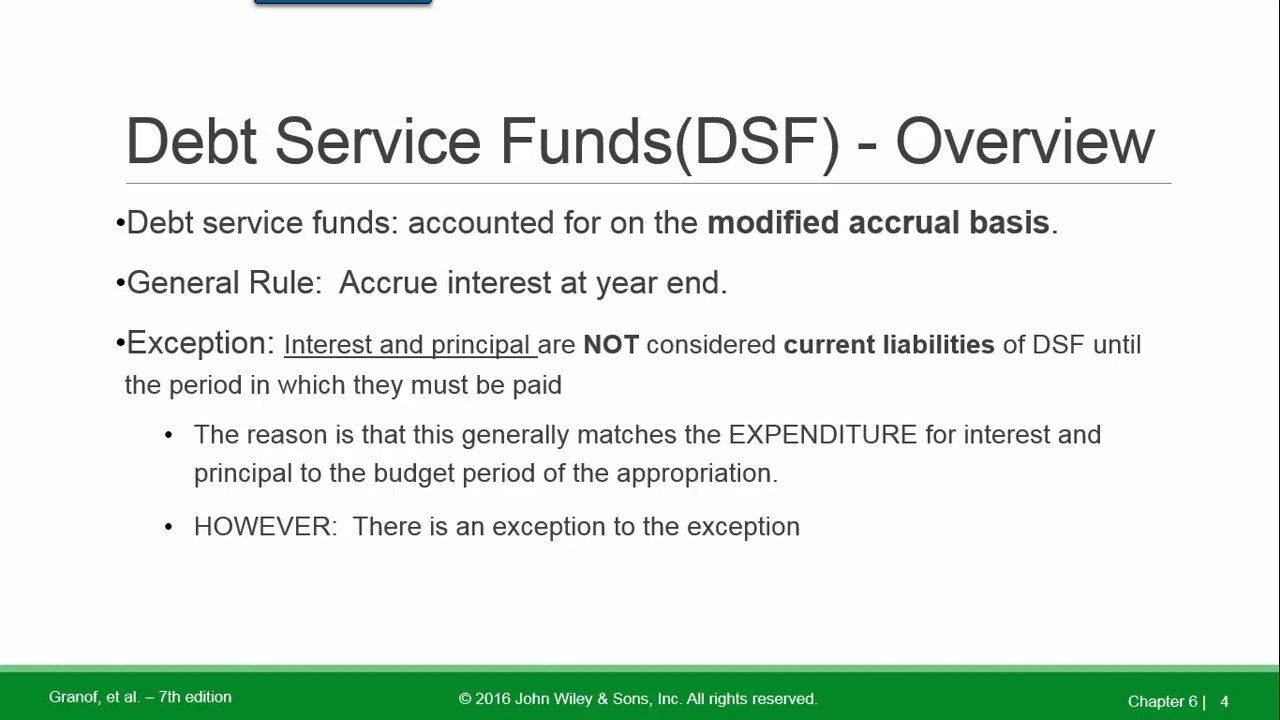 Debt Service Funds(DSF) - Overview
•Debt service funds: accounted for on the modified accrual basis.
•General Rule:  Accrue interest at year end.
•Exception: Interest and principal are NOT considered current liabilities of DSF until
the period in which they must be paid
• The reason is that this generally matches the EXPENDITURE for interest and
principal to the budget period of the appropriation.
• HOWEVER:  There is an exception to the exception
Granof, et al. – 7th edition
© 2016 John Wiley & Sons, Inc. All rights reserved.
Chapter 6 | 4